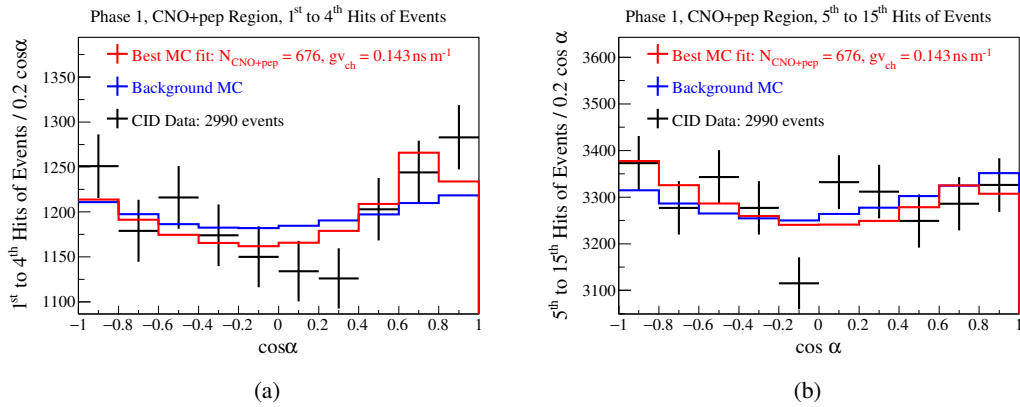 Phase 1, CNO+pep Region, 1st to 4th Hits of Events
1st to 4th Hits of Events / 0.2 cosα
1350
1300
1250
1200
1150
1100
Best MC fit: N_CNO+pep = 676, gv_ch = 0.143 ns m⁻¹
Background MC
CID Data: 2990 events
−1 −0.8 −0.6 −0.4 −0.2 0 0.2 0.4 0.6 0.8 1
cosα
(a)
Phase 1, CNO+pep Region, 5th to 15th Hits of Events
5th to 15th Hits of Events / 0.2 cos α
3600
3500
3400
3300
3200
3100
Best MC fit: N_CNO+pep = 676, gv_ch = 0.143 ns m⁻¹
Background MC
CID Data: 2990 events
−1 −0.8 −0.6 −0.4 −0.2 0 0.2 0.4 0.6 0.8 1
cos α
(b)